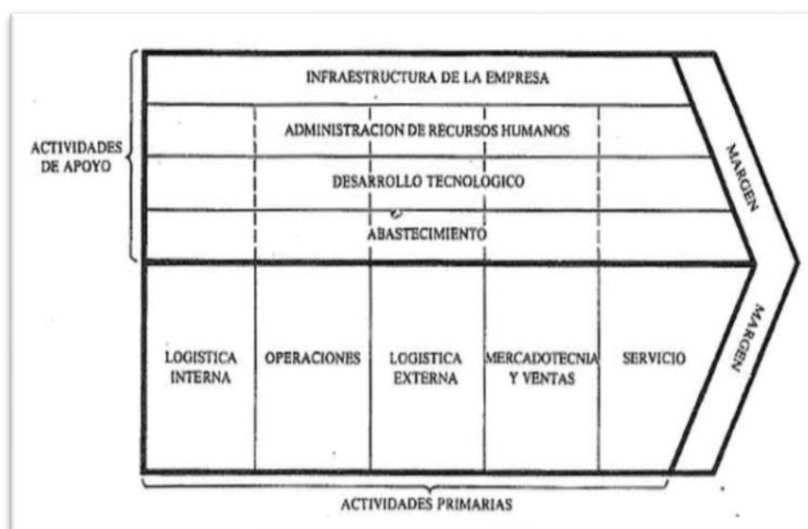 INFRAESTRUCTURA DE LA EMPRESA
ADMINISTRACION DE RECURSOS HUMANOS
ACTIVIDADES
DE APOYO
DESARROLLO TECNOLOGICO
ABASTECIMIENTO
MARGEN
MARGEN
LOGISTICA
INTERNA
OPERACIONES
LOGISTICA
EXTERNA
MERCADOTECNIA
Y VENTAS
SERVICIO
ACTIVIDADES PRIMARIAS